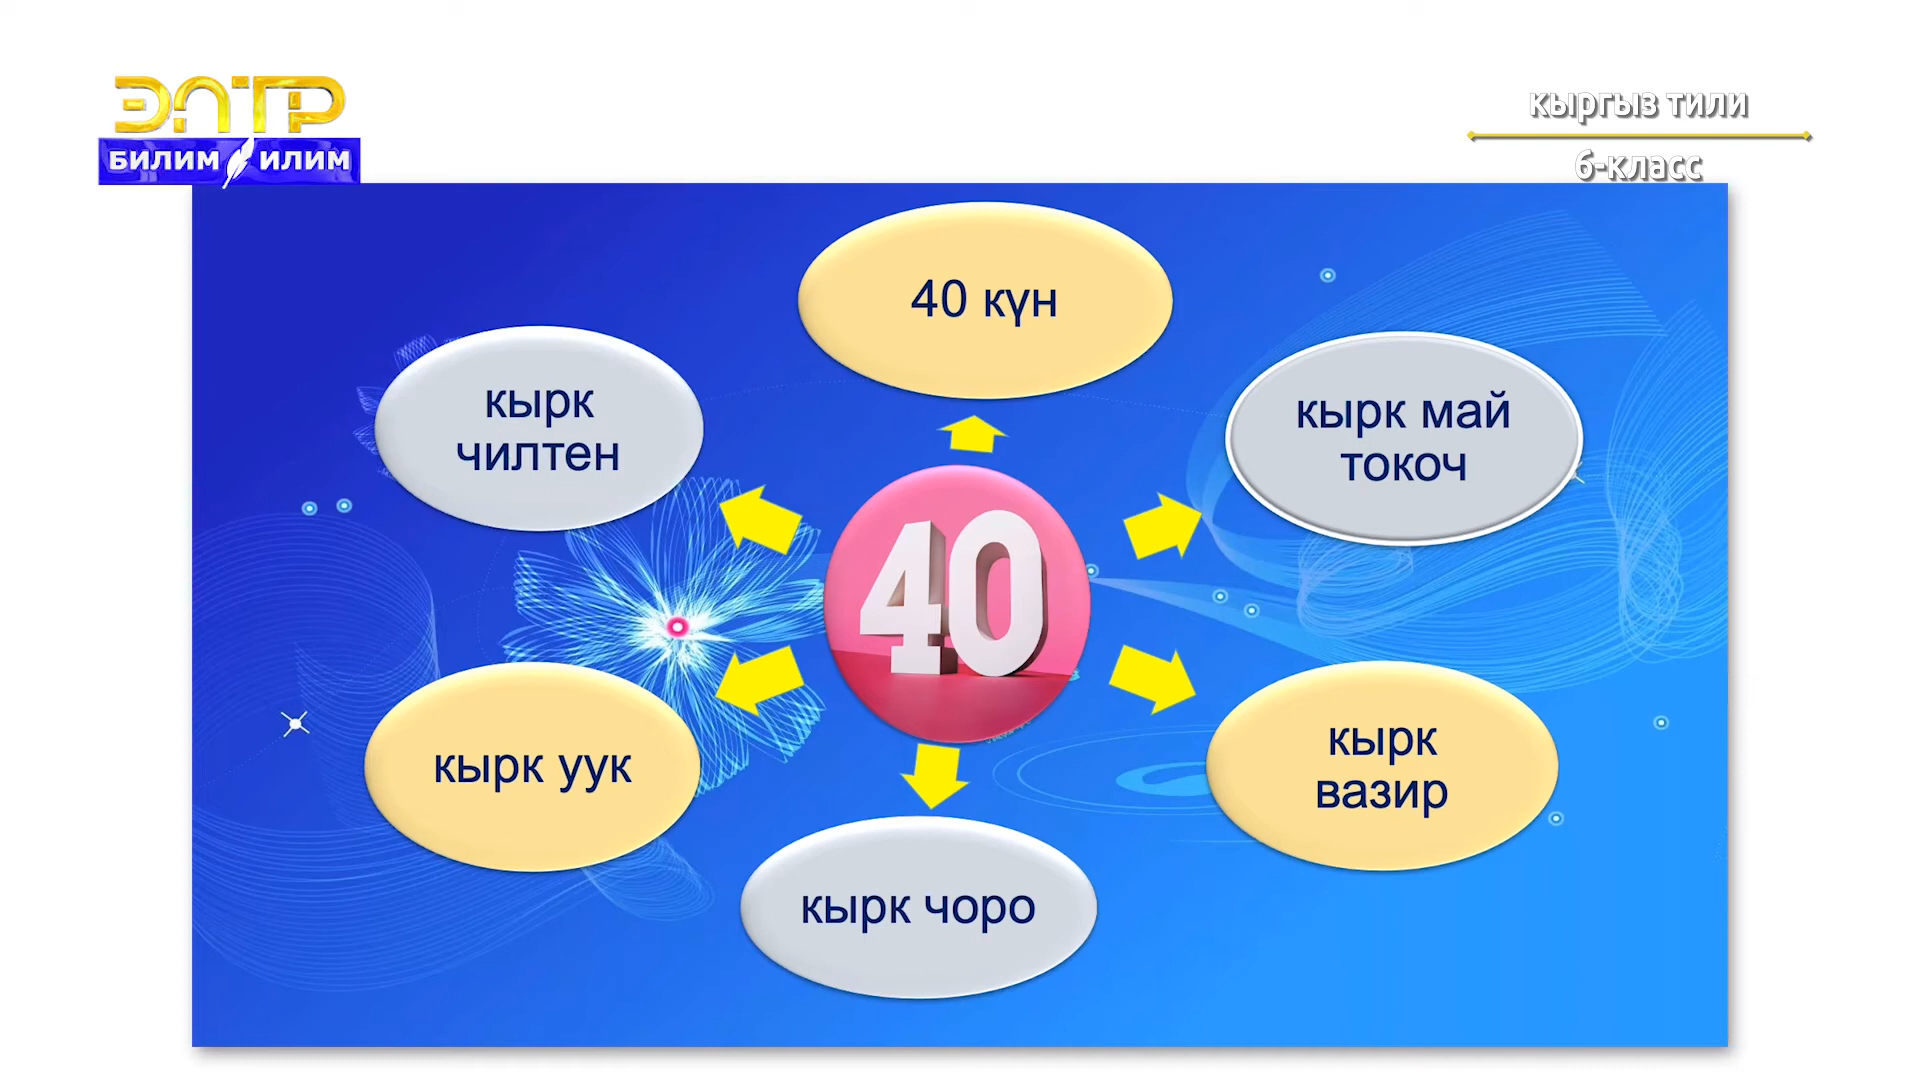 ЭЛТР
БИЛИМ ИЛИМ
кыргыз тили
6-класс
40 күн
кырк
чилтен
кырк май
токоч
40
кырк уук
кырк
вазир
кырк чоро